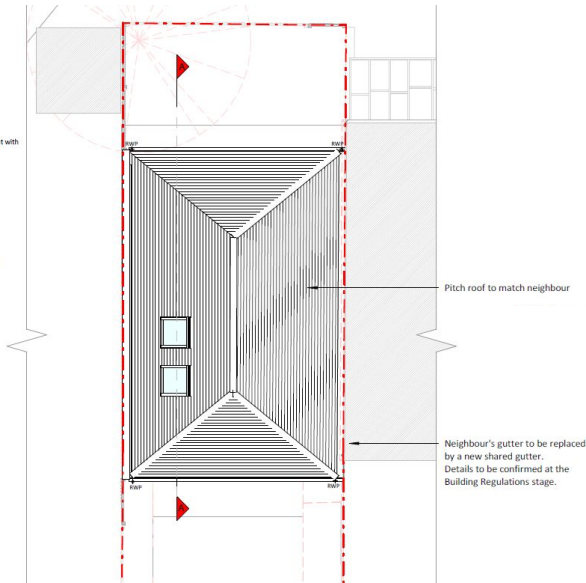 A
t with
RWP RWP
Pitch roof to match neighbour
Neighbour's gutter to be replaced
by a new shared gutter.
Details to be confirmed at the
Building Regulations stage.
RWP RWP
A